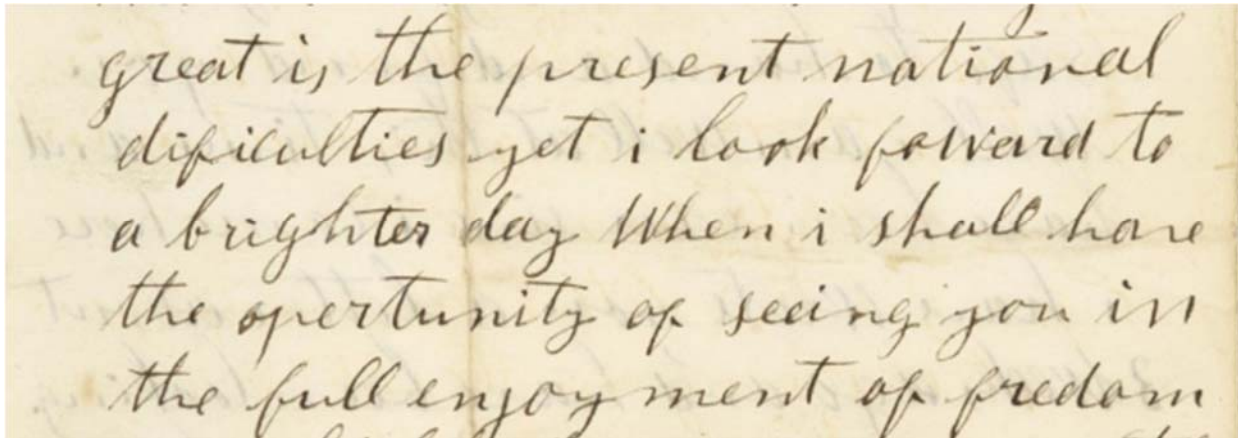 great is the present national
dificulties yet i look foward to
a brighter day When i shall have
the opertunity of seeing you in
the full enjoyment of fredom